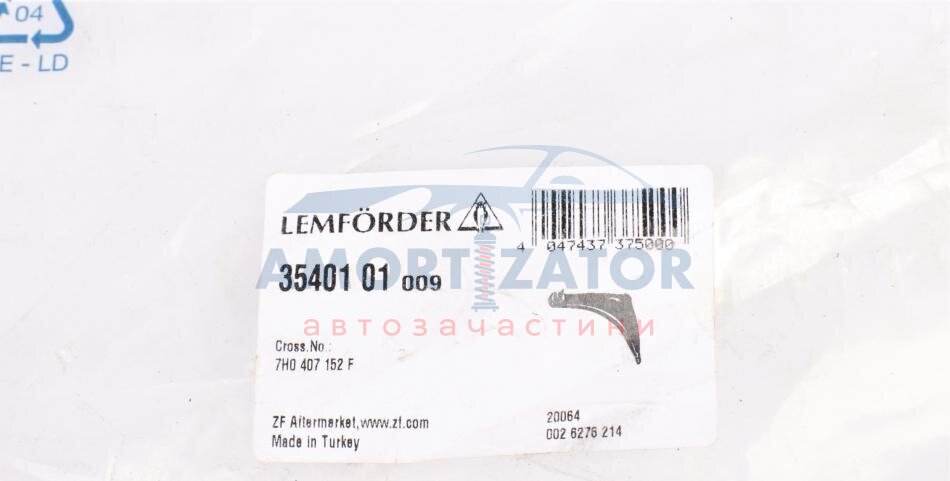 04
E - LD
LEMFÖRDER
4 047437 375000
35401 01 009
AMORTIZATOR
автозачастини
Cross.No.:
7H0 407 152 F
ZF Aftermarket,www.zf.com
Made in Turkey
20064
002 6276 214